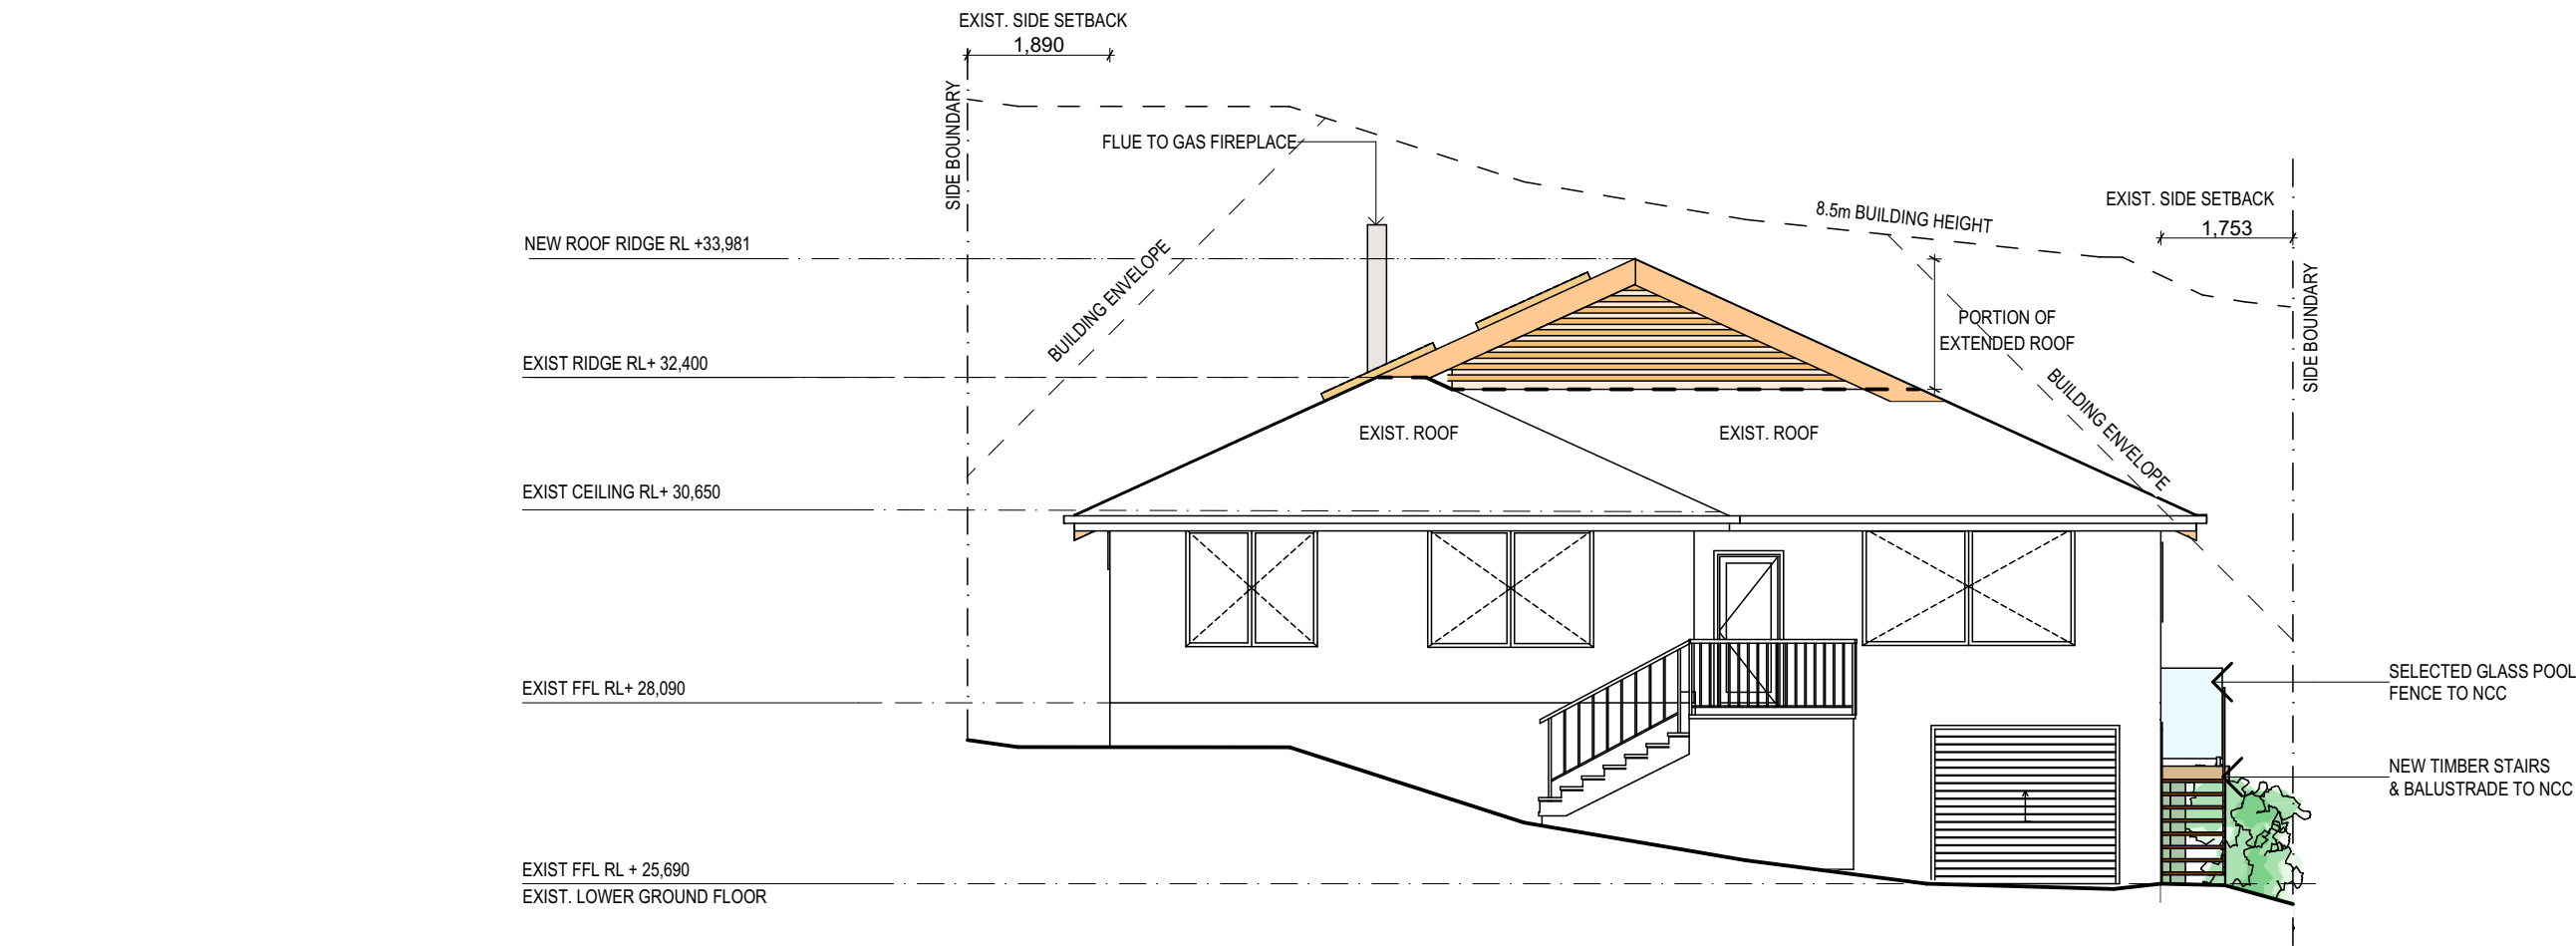 EXIST. SIDE SETBACK
1,890
SIDE BOUNDARY
FLUE TO GAS FIREPLACE
8.5m BUILDING HEIGHT
EXIST. SIDE SETBACK
1,753
NEW ROOF RIDGE RL +33,981
BUILDING ENVELOPE
PORTION OF
EXTENDED ROOF
SIDE BOUNDARY
EXIST RIDGE RL+ 32,400
BUILDING ENVELOPE
EXIST. ROOF
EXIST. ROOF
EXIST CEILING RL+ 30,650
EXIST FFL RL+ 28,090
SELECTED GLASS POOL
FENCE TO NCC
NEW TIMBER STAIRS
& BALUSTRADE TO NCC
EXIST FFL RL + 25,690
EXIST. LOWER GROUND FLOOR